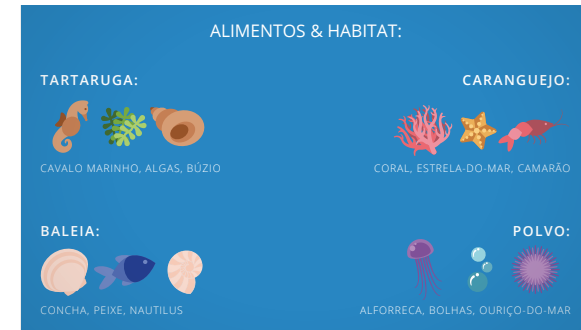 ALIMENTOS & HABITAT:
TARTARUGA:
CAVALO MARINHO, ALGAS, BÚZIO
CARANGUEJO:
CORAL, ESTRELA-DO-MAR, CAMARÃO
BALEIA:
CONCHA, PEIXE, NAUTILUS
POLVO:
ALFORRECA, BOLHAS, OURIÇO-DO-MAR